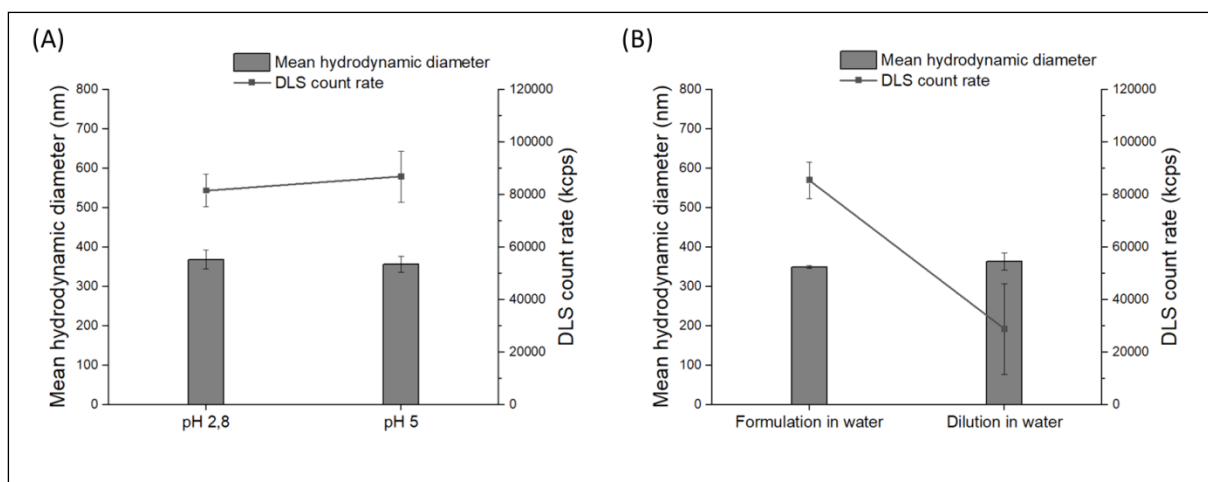 (A)
Mean hydrodynamic diameter
DLS count rate
Mean hydrodynamic diameter (nm)
800
700
600
500
400
300
200
100
0
120000
100000
80000
60000
40000
20000
0
DLS count rate (kcps)
pH 2,8
pH 5
(B)
Mean hydrodynamic diameter
DLS count rate
Mean hydrodynamic diameter (nm)
800
700
600
500
400
300
200
100
0
120000
100000
80000
60000
40000
20000
0
DLS count rate (kcps)
Formulation in water
Dilution in water